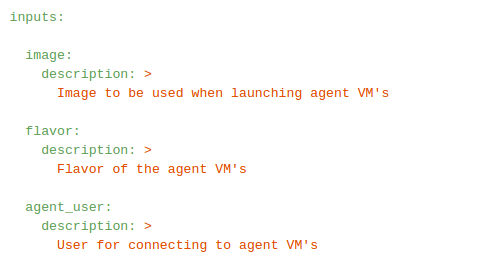 inputs:
image:
description: >
Image to be used when launching agent VM's
flavor:
description: >
Flavor of the agent VM's
agent_user:
description: >
User for connecting to agent VM's